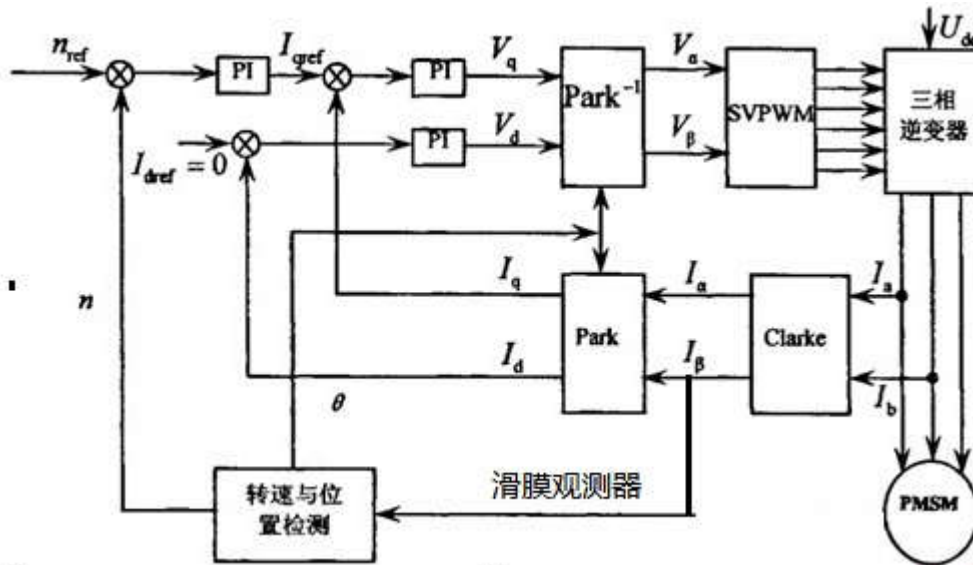 n_ref
PI
I_qref
PI
V_q
Park⁻¹
V_α
SVPWM
U_dc
三相
逆变器
I_dref = 0
PI
V_d
V_β
n
I_q
Park
I_α
Clarke
I_a
I_d
I_β
I_b
θ
转速与位
置检测
滑膜观测器
PMSM